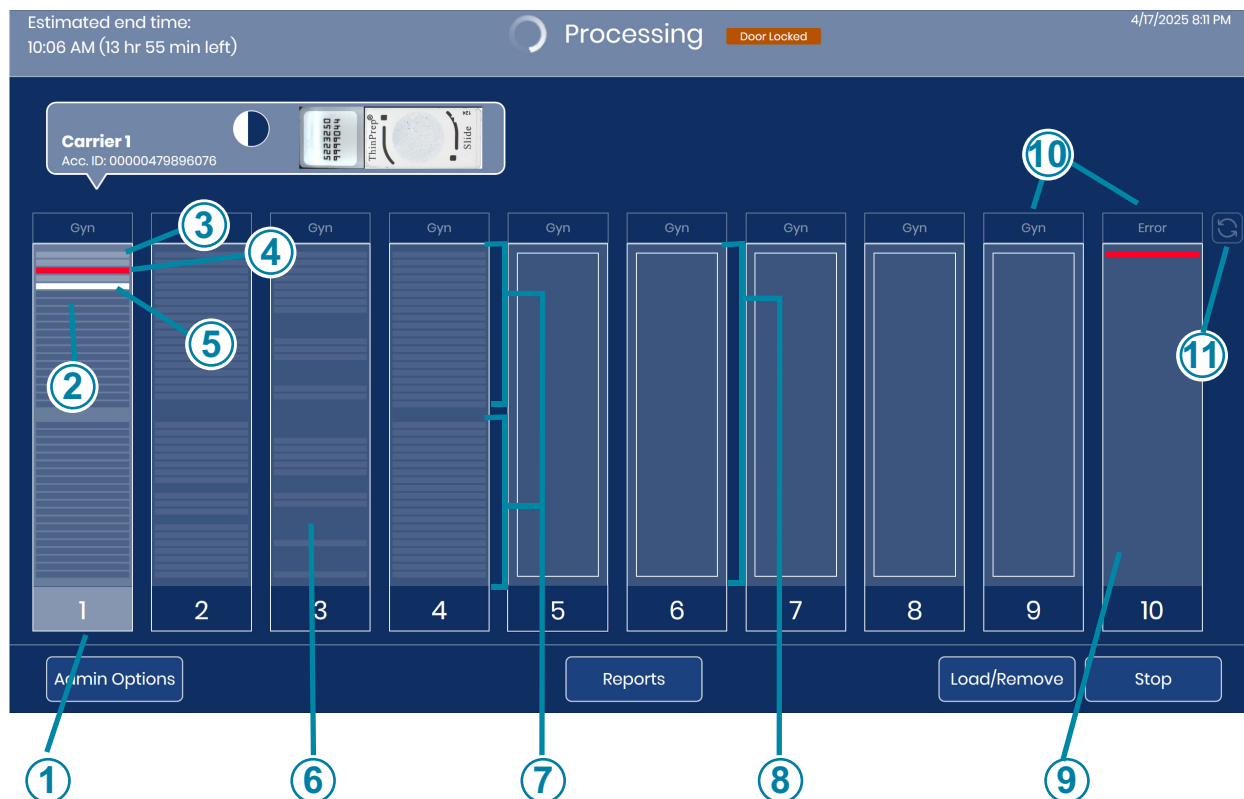 Estimated end time:
10:06 AM (13 hr 55 min left)
Processing
Door Locked
4/17/2025 8:11 PM
Carrier 1
Acc. ID: 00000479896076
5223250
9999044
ThinPrep®
Slide
10
Gyn
3
Gyn
Gyn
Gyn
Gyn
Gyn
Gyn
Gyn
Error
4
5
11
2
1
2
3
4
5
6
7
8
9
10
Admin Options
Reports
Load/Remove
Stop
1
6
7
8
9